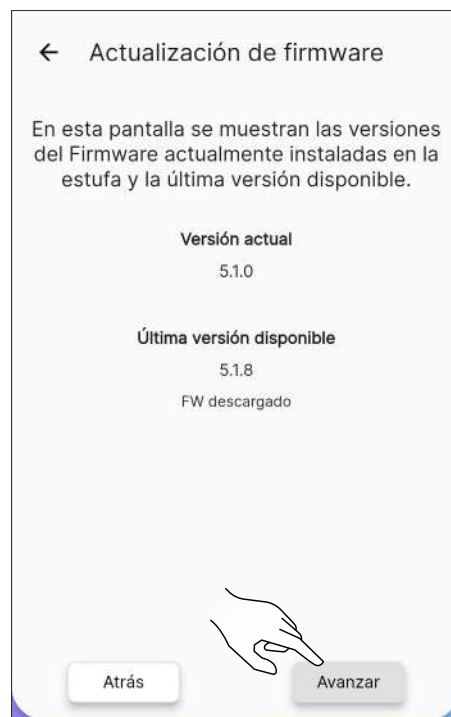 Actualización de firmware
En esta pantalla se muestran las versiones
del Firmware actualmente instaladas en la
estufa y la última versión disponible.
Versión actual
5.1.0
Última versión disponible
5.1.8
FW descargado
Atrás
Avanzar